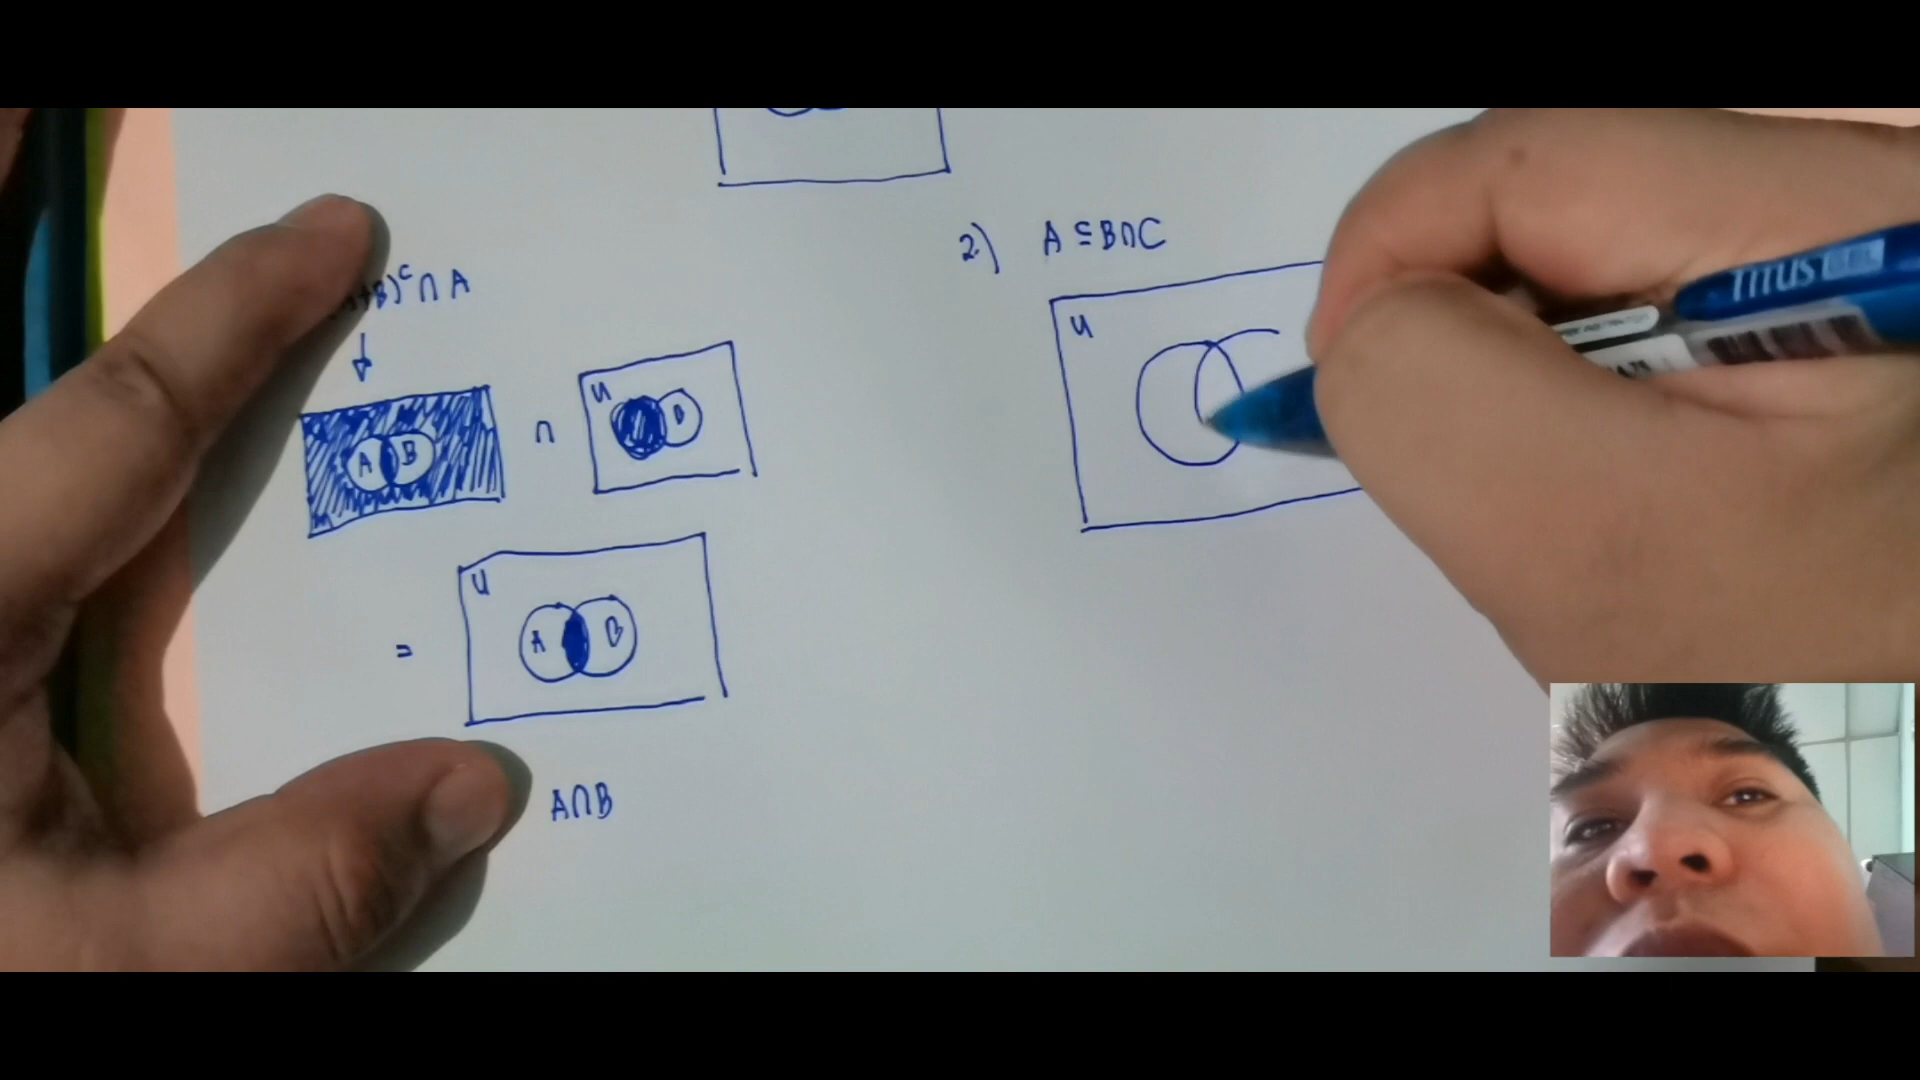 +B)ᶜ∩A
A B
∩
U
B
=
U
A B
A∩B
2.) A⊆B∩C
U
TITUS